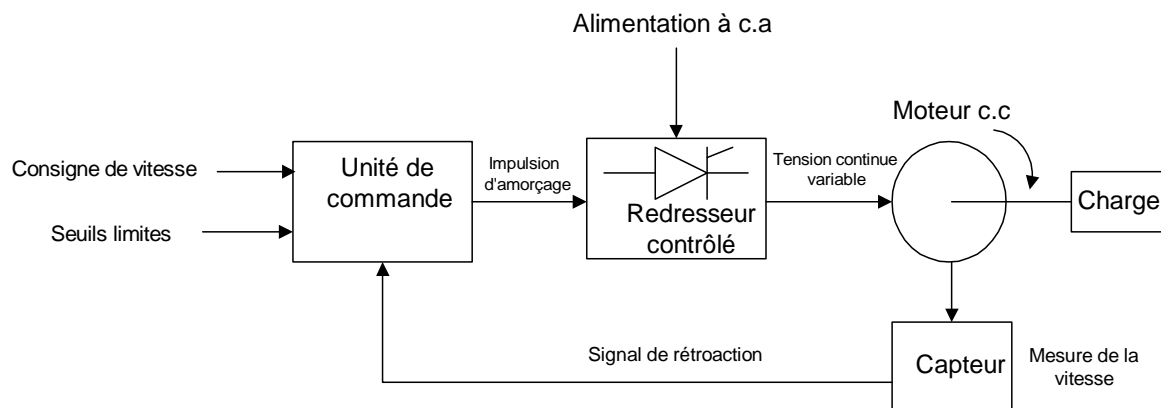 Alimentation à c.a
Moteur c.c
Consigne de vitesse
Seuils limites
Unité de
commande
Impulsion
d'amorçage
Redresseur
contrôlé
Tension continue
variable
Charge
Signal de rétroaction
Capteur
Mesure de la
vitesse